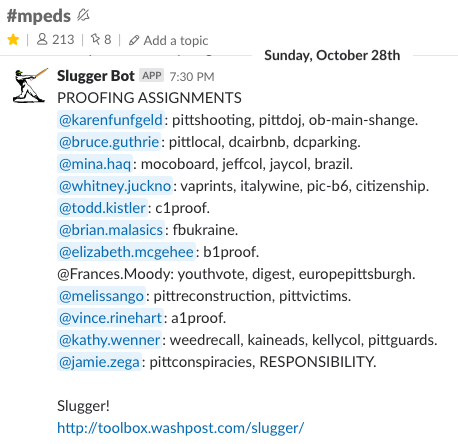 #mpeds
213 | 8 | Add a topic
Sunday, October 28th
Slugger Bot APP 7:30 PM
PROOFING ASSIGNMENTS
@karenfunfgeld: pittshooting, pittdoj, ob-main-shange.
@bruce.guthrie: pittlocal, dcairbnb, dcparking.
@mina.haq: mocoboard, jeffcol, jaycol, brazil.
@whitney.juckno: vaprints, italywine, pic-b6, citizenship.
@todd.kistler: c1proof.
@brian.malasics: fbukraine.
@elizabeth.mcgehee: b1proof.
@Frances.Moody: youthvote, digest, europepittsburgh.
@melissango: pittreconstruction, pittvictims.
@vince.rinehart: a1proof.
@kathy.wenner: weedrecall, kaineads, kellycol, pittguards.
@jamie.zega: pittconspiracies, RESPONSIBILITY.
Slugger!
http://toolbox.washpost.com/slugger/